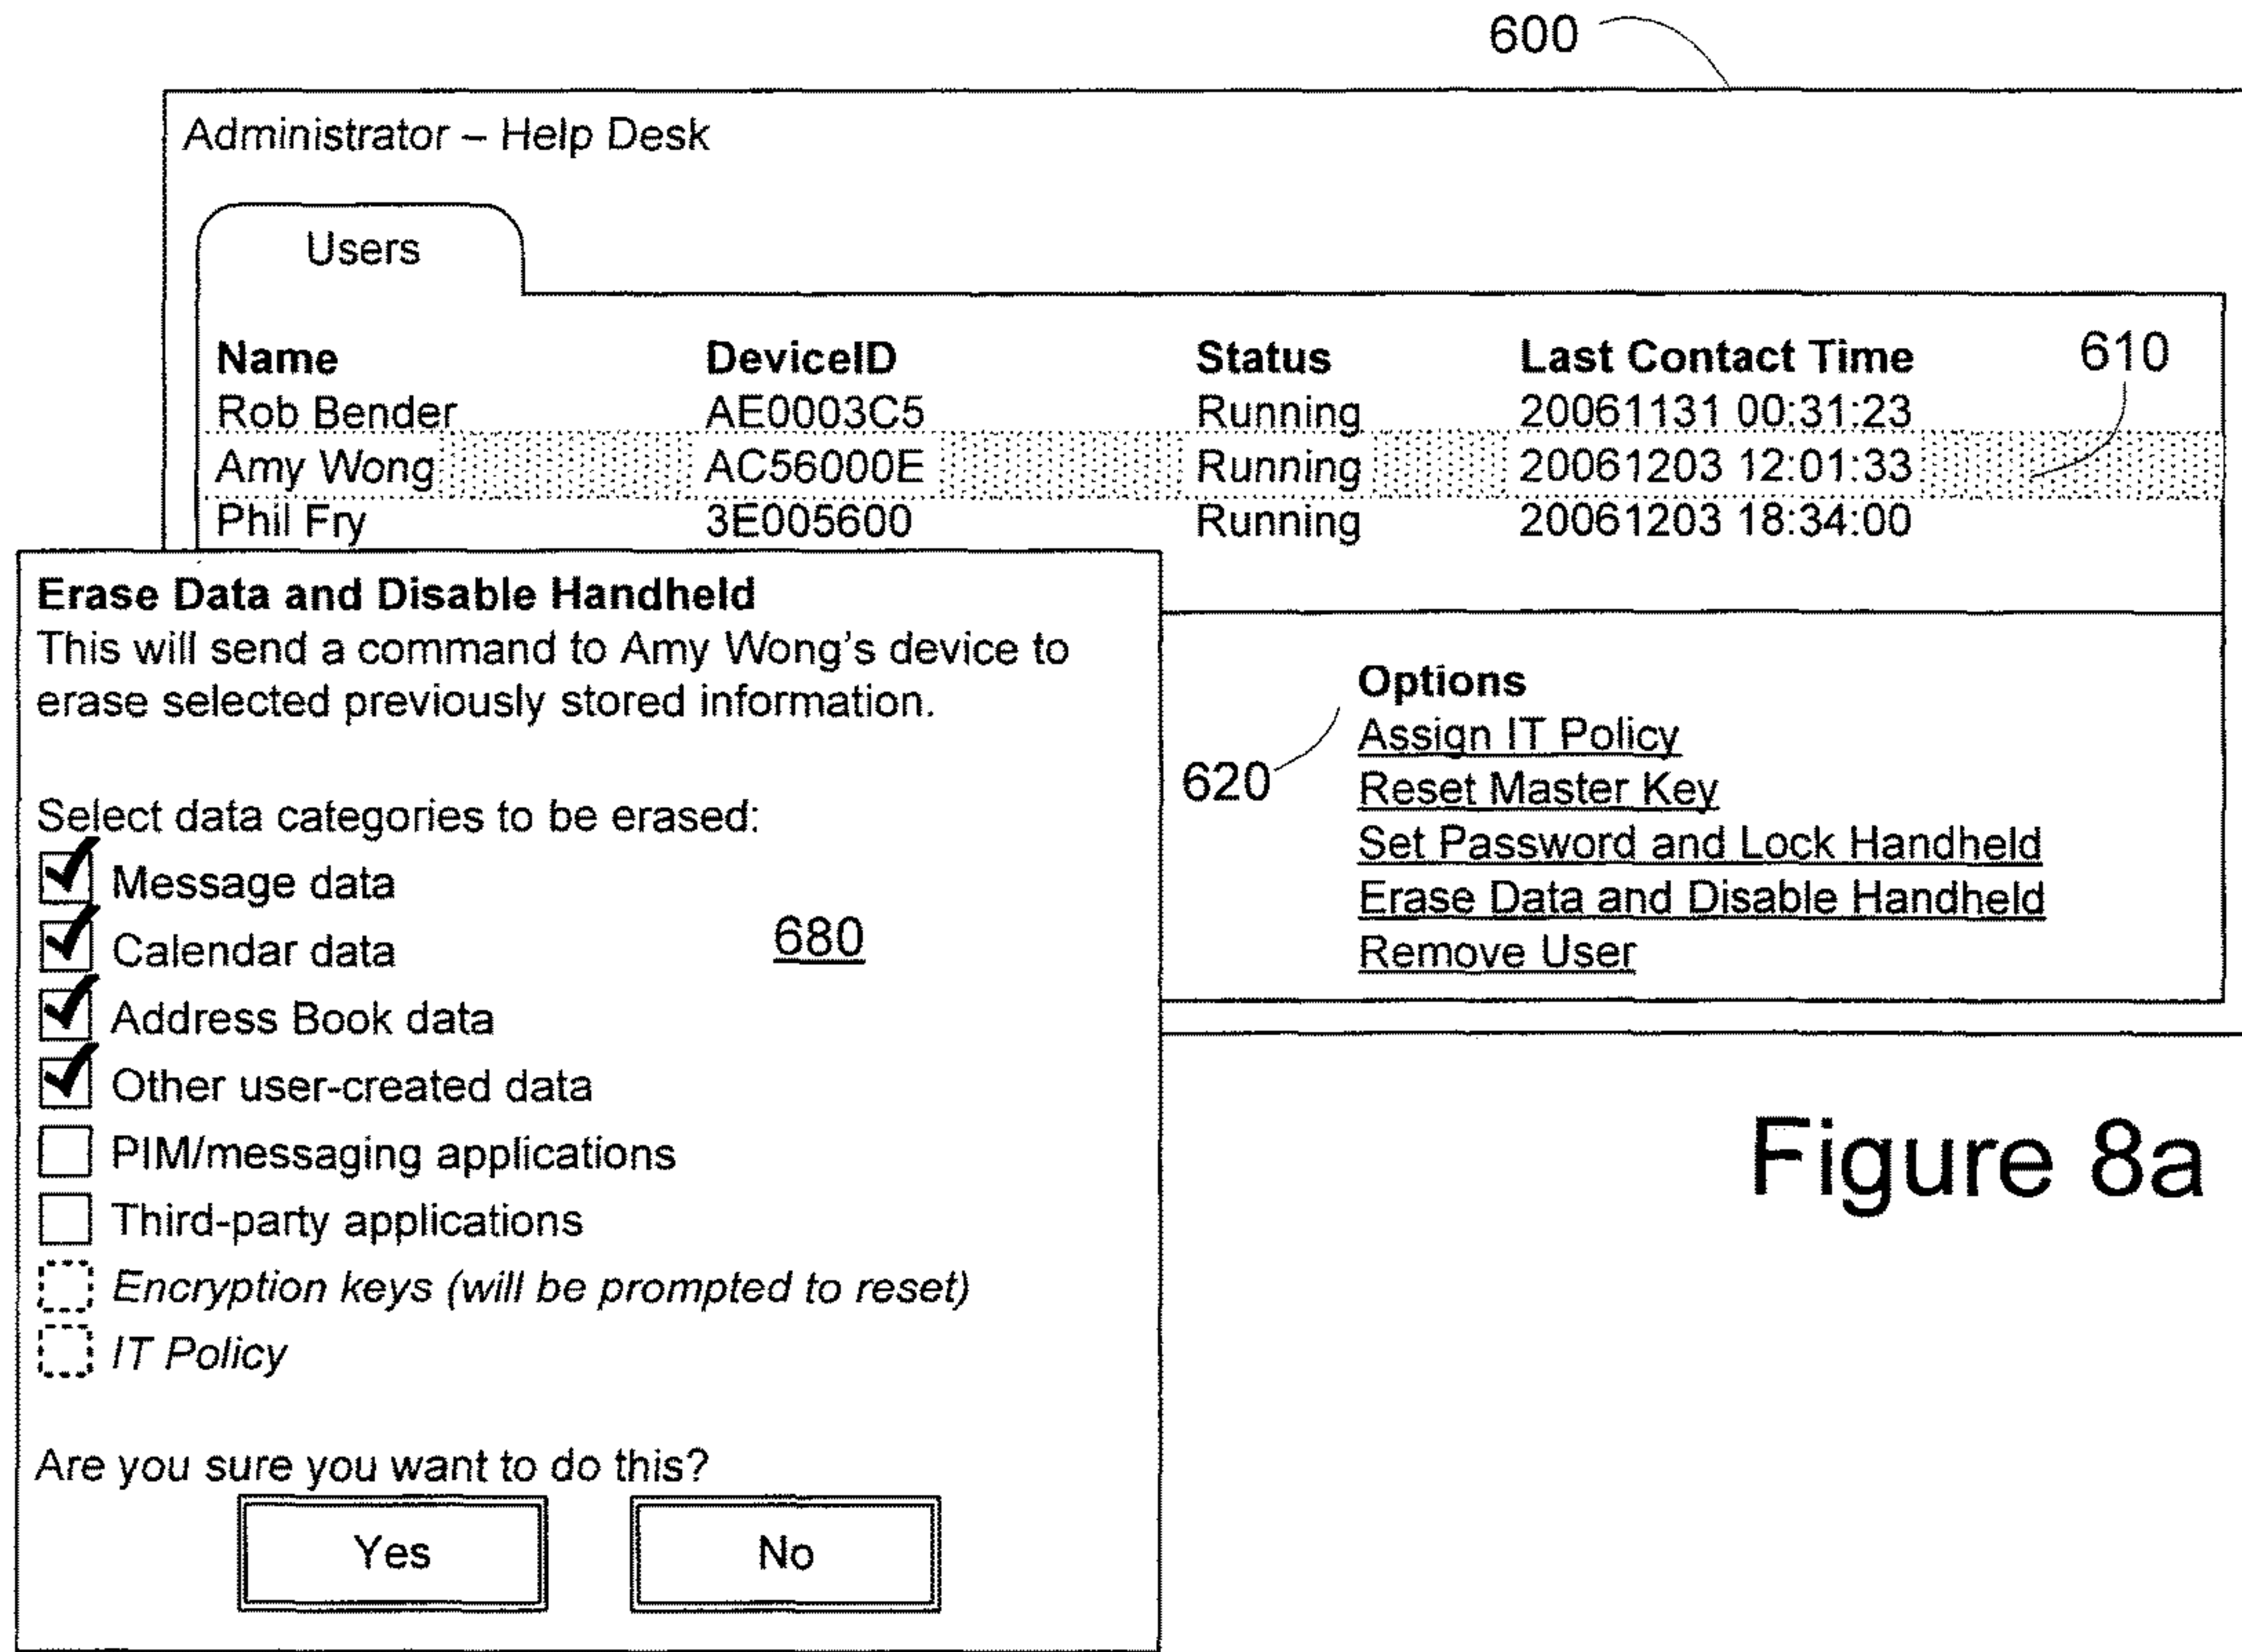 600
Administrator – Help Desk
Users
Name DeviceID Status Last Contact Time 610
Rob Bender AE0003C5 Running 20061131 00:31:23
Amy Wong AC56000E Running 20061203 12:01:33
Phil Fry 3E005600 Running 20061203 18:34:00
Erase Data and Disable Handheld
This will send a command to Amy Wong's device to
erase selected previously stored information.
Select data categories to be erased:
Message data
Calendar data
680
Address Book data
Other user-created data
PIM/messaging applications
Third-party applications
Encryption keys (will be prompted to reset)
IT Policy
Are you sure you want to do this?
Yes No
620
Options
Assign IT Policy
Reset Master Key
Set Password and Lock Handheld
Erase Data and Disable Handheld
Remove User
Figure 8a